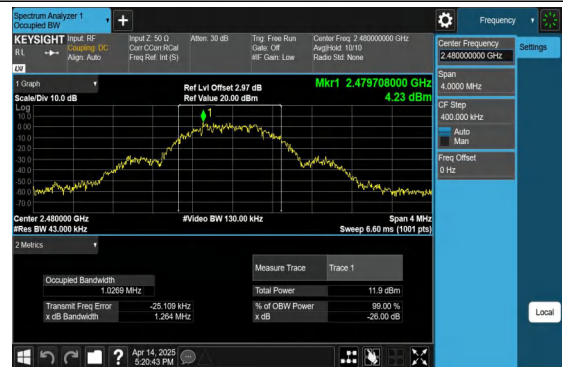 Spectrum Analyzer 1
Occupied BW
+
Frequency
KEYSIGHT
Input: RF
Input Z: 50 Ω
Atten: 30 dB
Trig: Free Run
Center Freq: 2.480000000 GHz
RL
Coupling: DC
Corr CCorr RCal
Gate: Off
Avg|Hold: 10/10
Align: Auto
Freq Ref: Int (S)
#IF Gain: Low
Radio Std: None
LXI
Center Frequency
2.480000000 GHz
Settings
Span
4.0000 MHz
CF Step
400.000 kHz
Auto
Man
Freq Offset
0 Hz
Local
1 Graph
Ref Lvl Offset 2.97 dB
Mkr1 2.479708000 GHz
Scale/Div 10.0 dB
Ref Value 20.00 dBm
4.23 dBm
Log
1
10.0
0.00
-10.0
-20.0
-30.0
-40.0
-50.0
-60.0
-70.0
Center 2.480000 GHz
#Video BW 130.00 kHz
Span 4 MHz
#Res BW 43.000 kHz
Sweep 6.60 ms (1001 pts)
2 Metrics
Measure Trace
Trace 1
Occupied Bandwidth
1.0269 MHz
Total Power
11.9 dBm
Transmit Freq Error
-25.109 kHz
% of OBW Power
99.00 %
x dB Bandwidth
1.264 MHz
x dB
-26.00 dB
?
Apr 14, 2025
5:20:43 PM